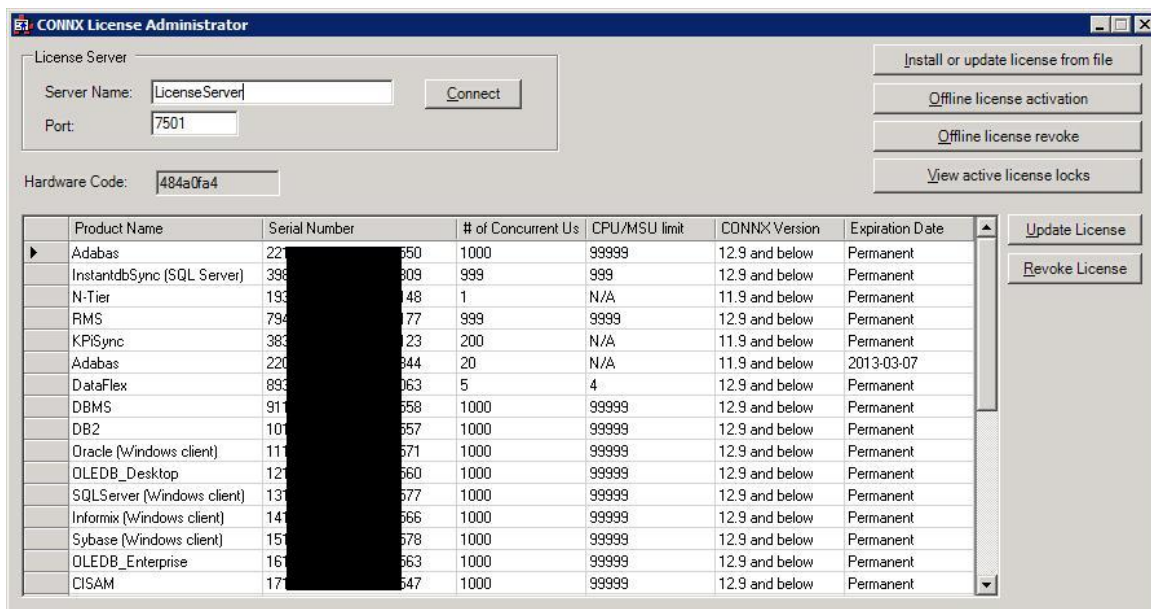 CONNX License Administrator
License Server
Server Name: LicenseServer Connect
Port: 7501
Hardware Code: 484a0fa4
Install or update license from file
Offline license activation
Offline license revoke
View active license locks
Product Name Serial Number # of Concurrent Us CPU/MSU limit CONNX Version Expiration Date
Adabas 221 550 1000 99999 12.9 and below Permanent
InstantdbSync (SQL Server) 398 809 999 999 12.9 and below Permanent
N-Tier 193 148 1 N/A 11.9 and below Permanent
RMS 794 177 999 9999 12.9 and below Permanent
KPiSync 383 123 200 N/A 11.9 and below Permanent
Adabas 220 344 20 N/A 11.9 and below 2013-03-07
DataFlex 893 063 5 4 12.9 and below Permanent
DBMS 911 558 1000 99999 12.9 and below Permanent
DB2 101 557 1000 99999 12.9 and below Permanent
Oracle (Windows client) 111 571 1000 99999 12.9 and below Permanent
OLEDB_Desktop 121 560 1000 99999 12.9 and below Permanent
SQLServer (Windows client) 131 577 1000 99999 12.9 and below Permanent
Informix (Windows client) 141 566 1000 99999 12.9 and below Permanent
Sybase (Windows client) 151 578 1000 99999 12.9 and below Permanent
OLEDB_Enterprise 161 563 1000 99999 12.9 and below Permanent
CISAM 171 547 1000 99999 12.9 and below Permanent
Update License
Revoke License